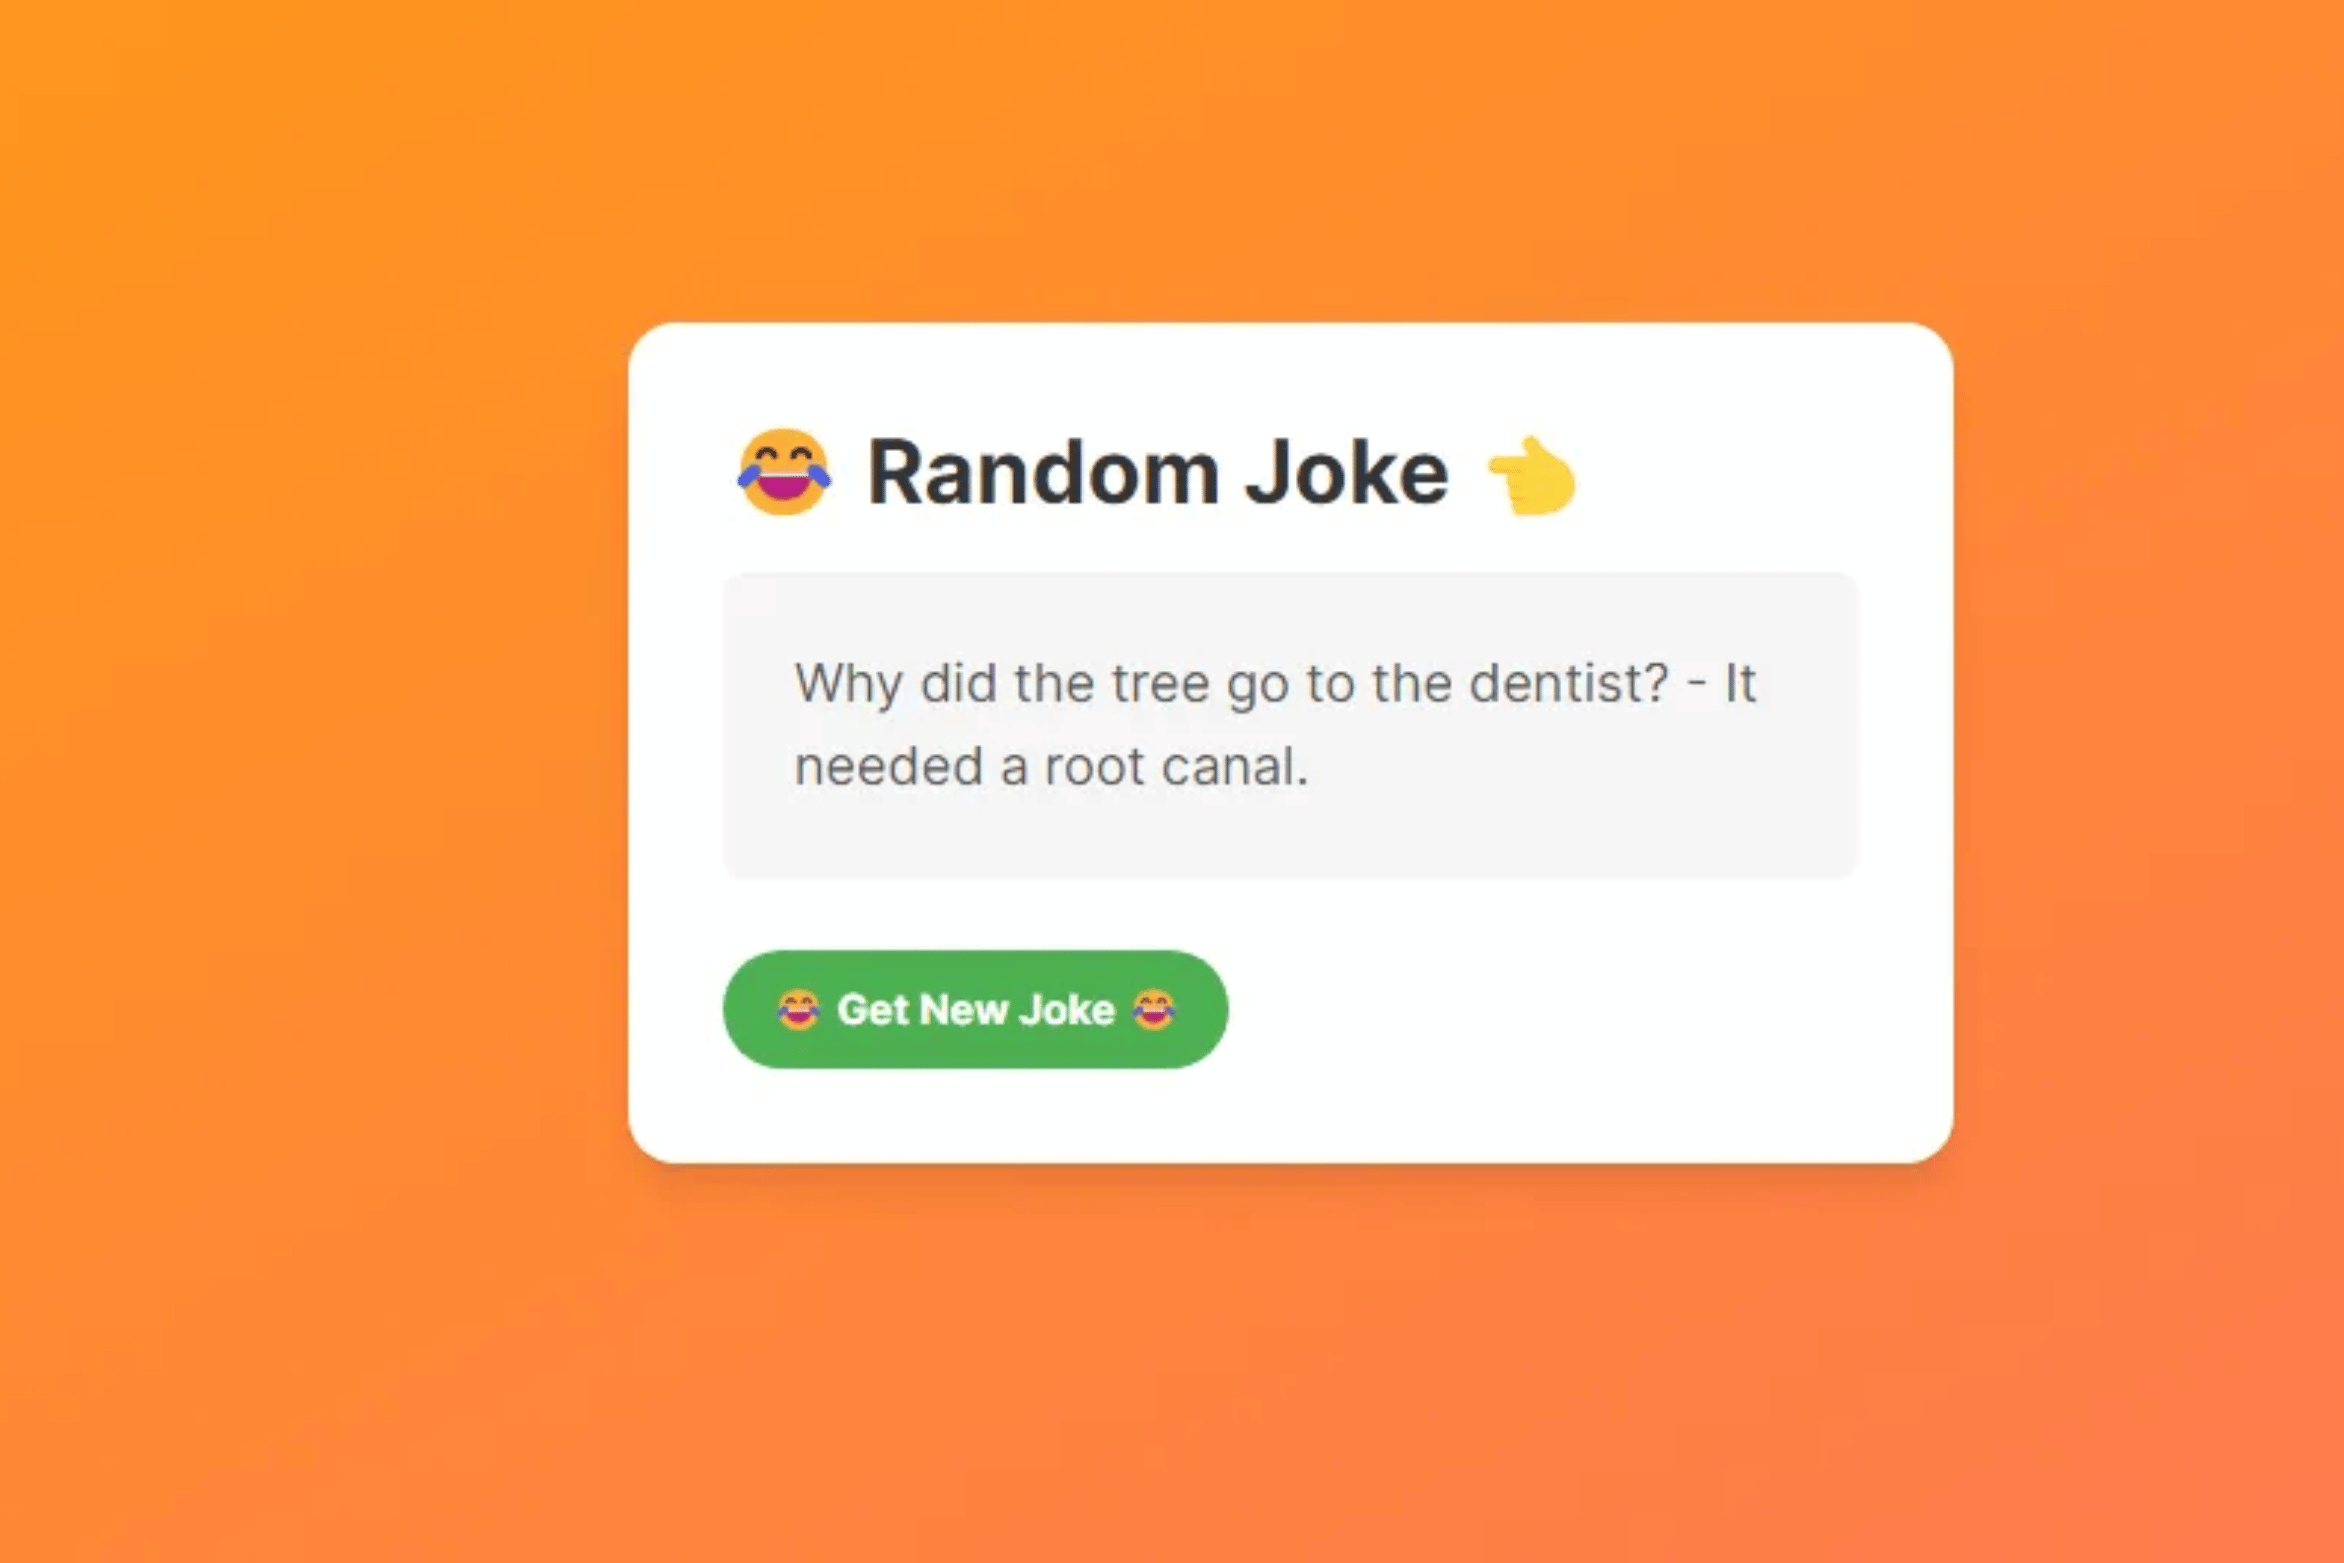 😂 Random Joke 👈
Why did the tree go to the dentist? - It
needed a root canal.
😂 Get New Joke 😂